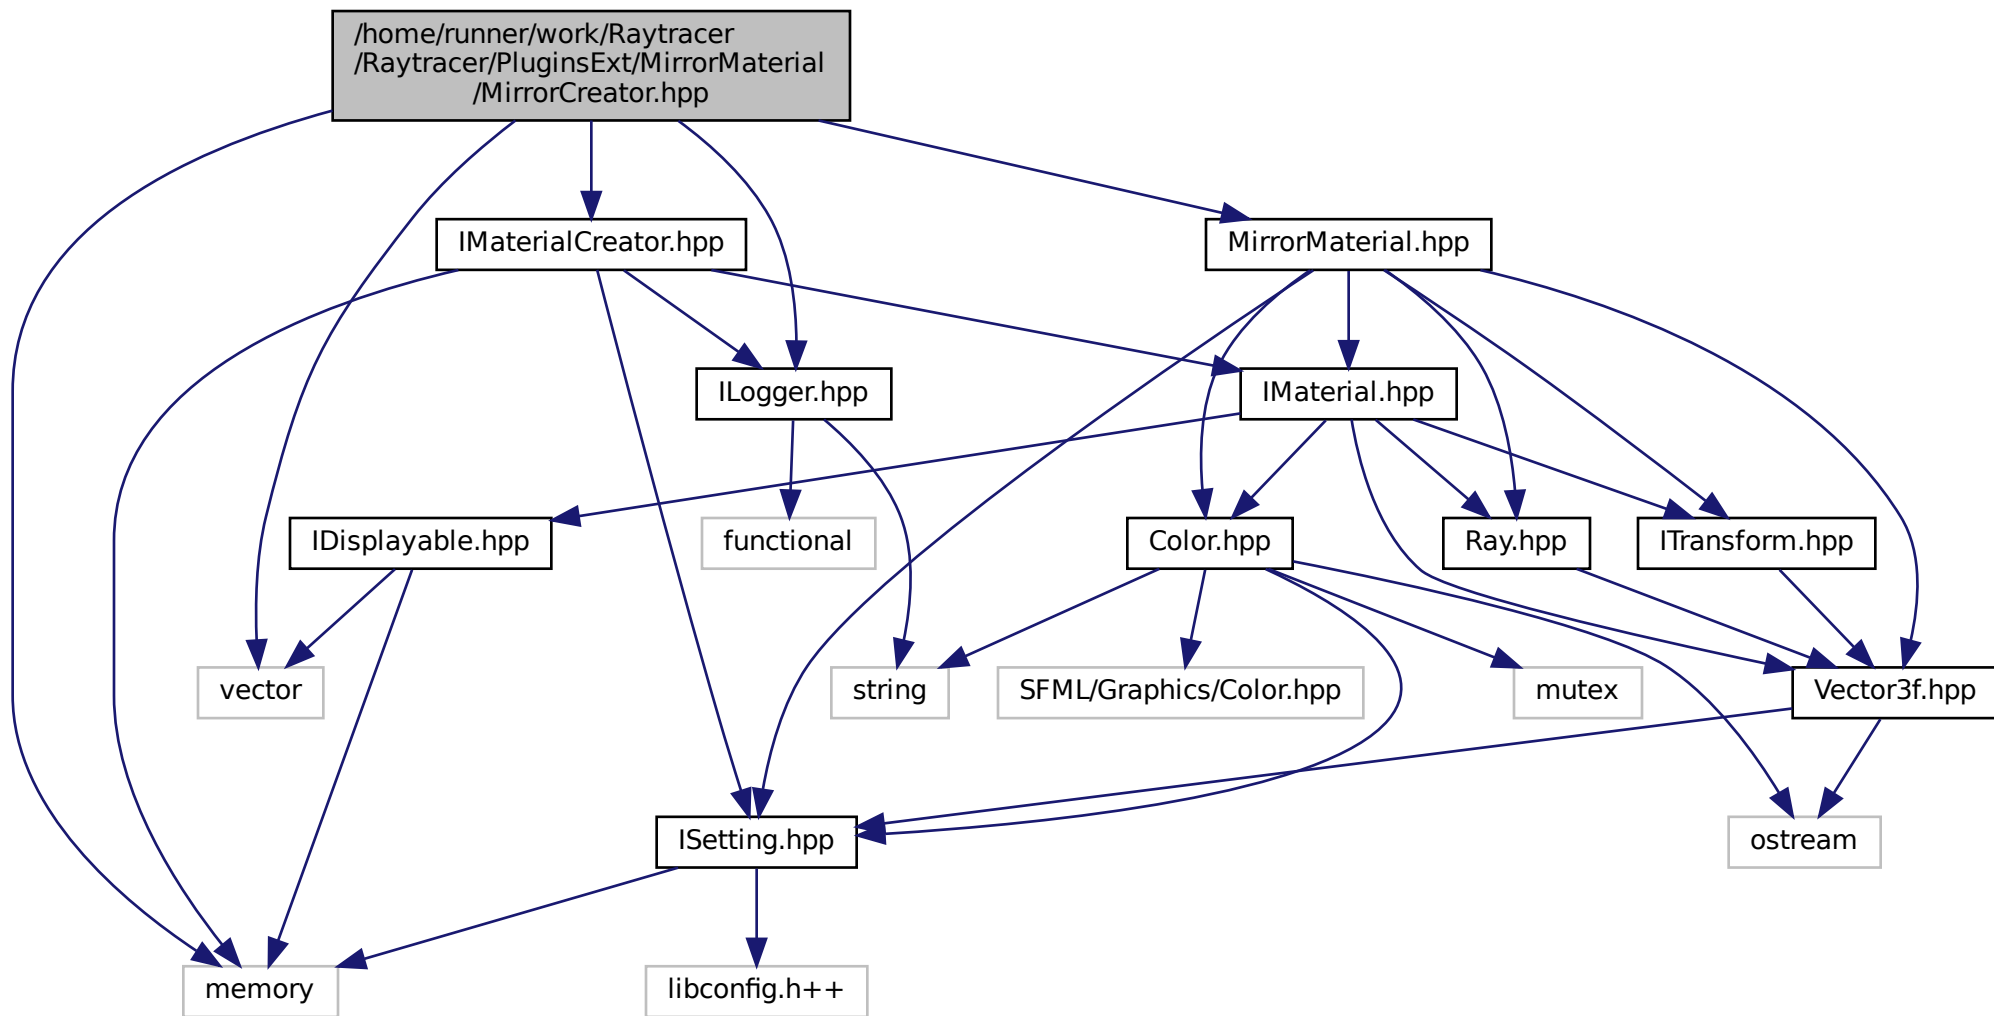 /home/runner/work/Raytracer
/Raytracer/PluginsExt/MirrorMaterial
/MirrorCreator.hpp
IMaterialCreator.hpp
MirrorMaterial.hpp
ILogger.hpp
IMaterial.hpp
IDisplayable.hpp
functional
Color.hpp
Ray.hpp
ITransform.hpp
vector
string
SFML/Graphics/Color.hpp
mutex
Vector3f.hpp
ISetting.hpp
ostream
memory
libconfig.h++